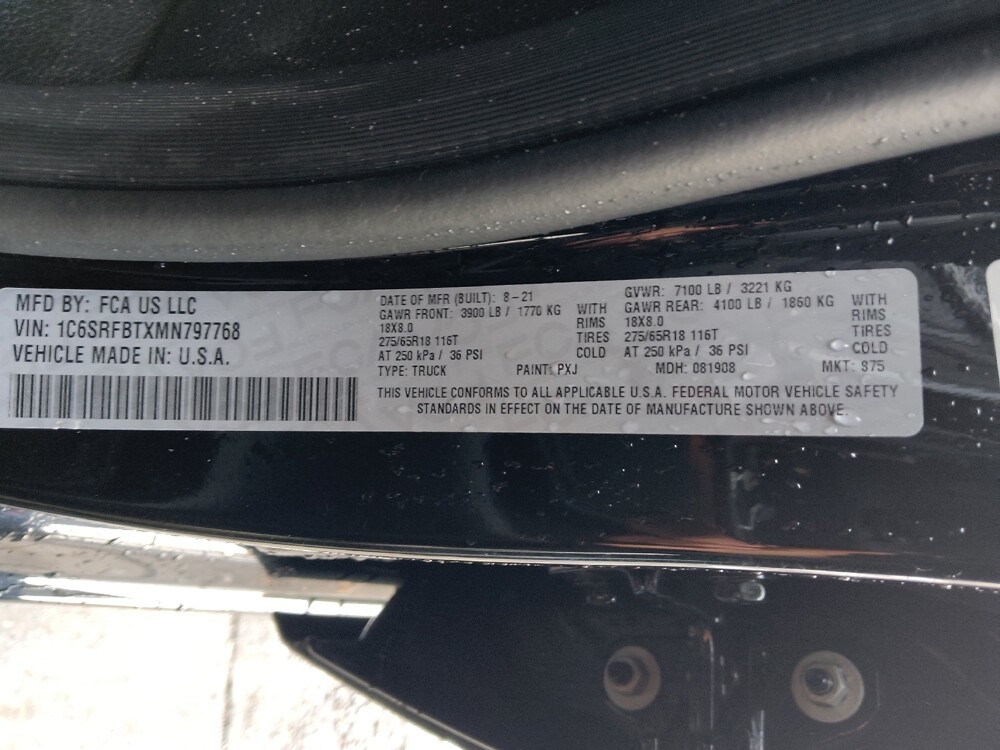 MFD BY: FCA US LLC
VIN: 1C6SRFBTXMN797768
VEHICLE MADE IN: U.S.A.
DATE OF MFR (BUILT): 8-21
GAWR FRONT: 3900 LB / 1770 KG WITH
18X8.0 RIMS
275/65R18 116T TIRES
AT 250 kPa / 36 PSI COLD
GVWR: 7100 LB / 3221 KG
GAWR REAR: 4100 LB / 1860 KG WITH
18X8.0 RIMS
275/65R18 116T TIRES
AT 250 kPa / 36 PSI COLD
TYPE: TRUCK PAINT: PXJ MDH: 081908 MKT: 975
THIS VEHICLE CONFORMS TO ALL APPLICABLE U.S.A. FEDERAL MOTOR VEHICLE SAFETY
STANDARDS IN EFFECT ON THE DATE OF MANUFACTURE SHOWN ABOVE.